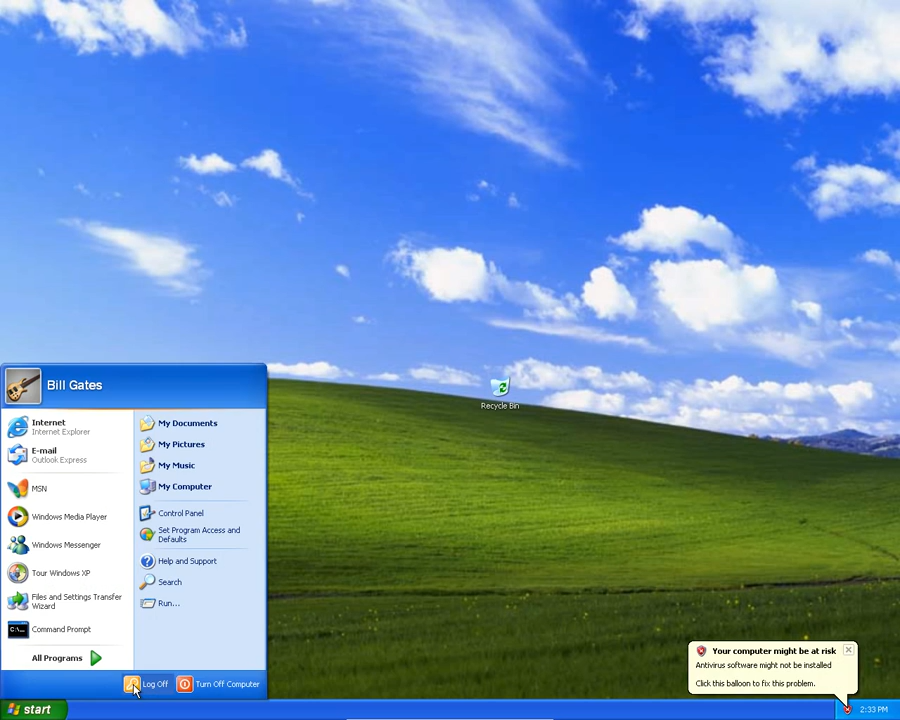 Recycle Bin
Bill Gates
Internet
Internet Explorer
E-mail
Outlook Express
MSN
Windows Media Player
Windows Messenger
Tour Windows XP
Files and Settings Transfer
Wizard
Command Prompt
All Programs
My Documents
My Pictures
My Music
My Computer
Control Panel
Set Program Access and
Defaults
Help and Support
Search
Run...
Log Off
Turn Off Computer
Your computer might be at risk
Antivirus software might not be installed
Click this balloon to fix this problem.
start
2:33 PM